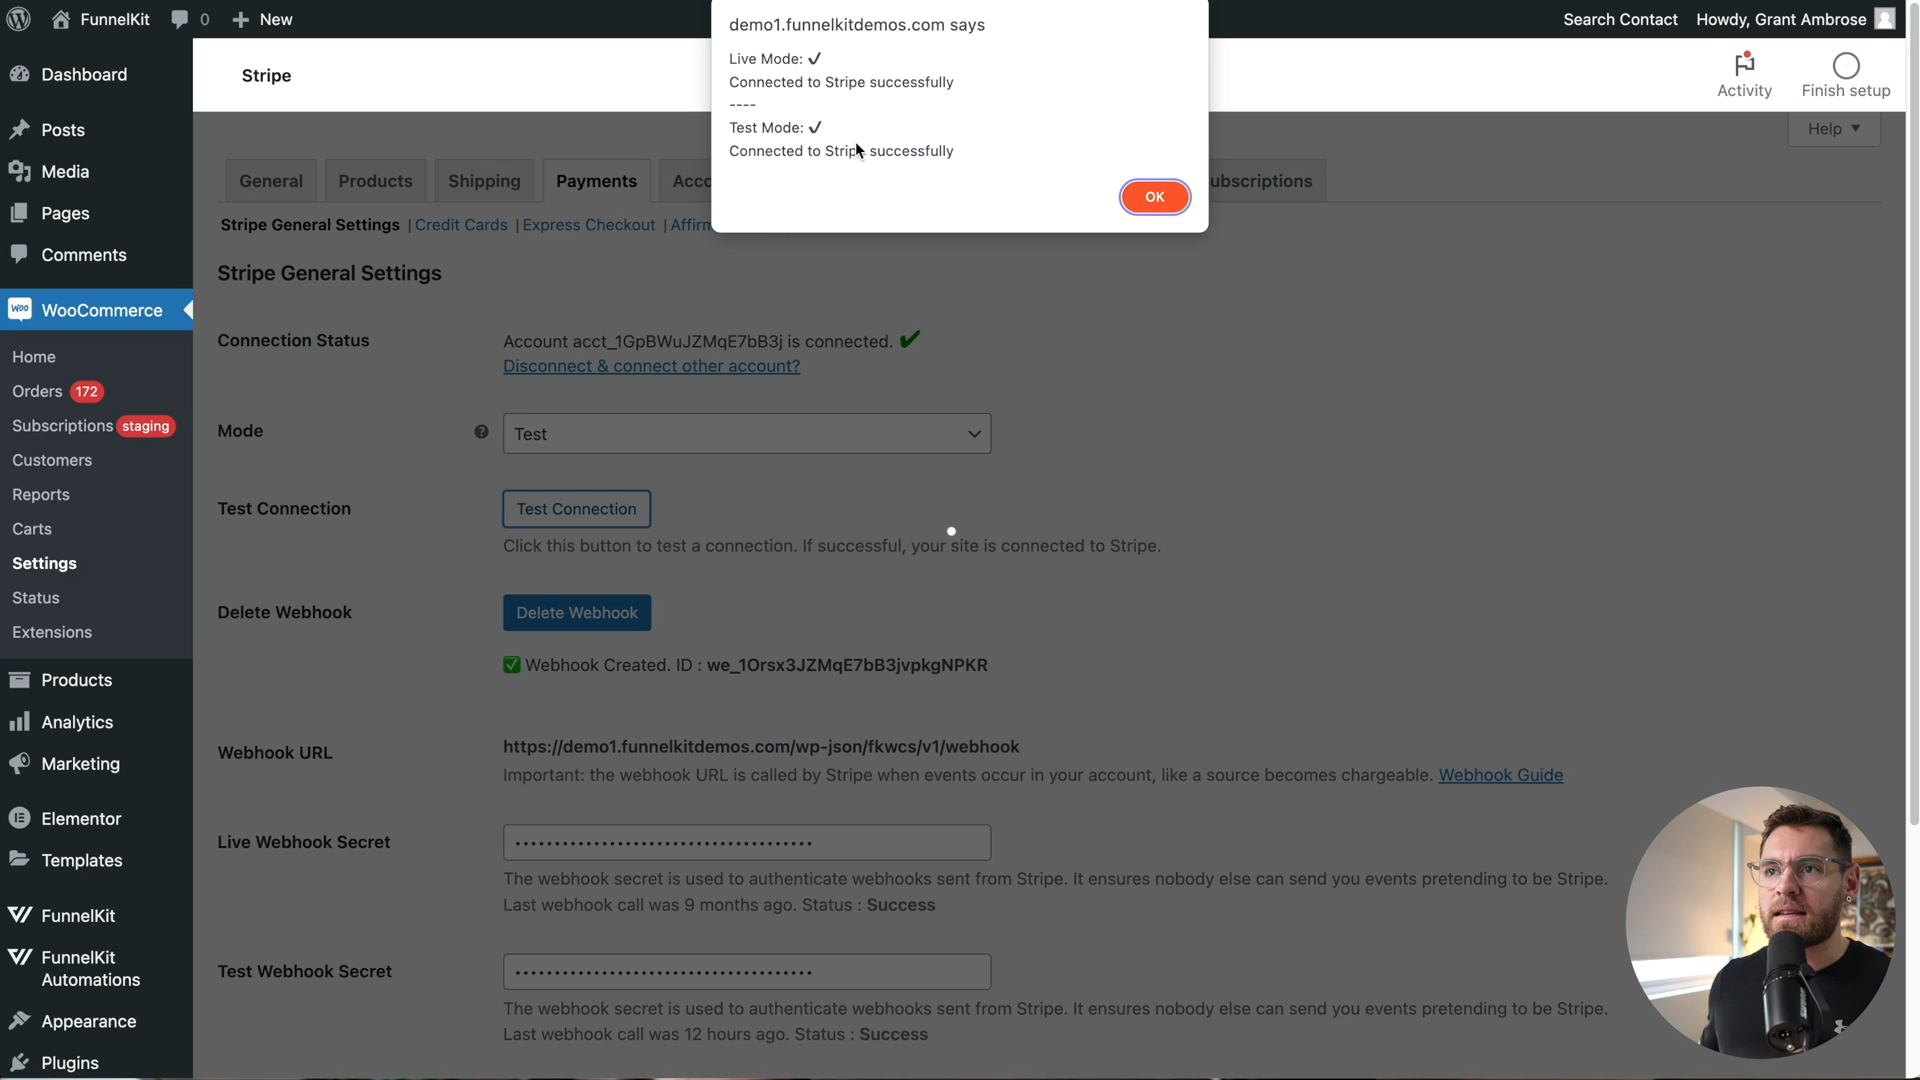 FunnelKit
0
New
Search Contact
Howdy, Grant Ambrose
demo1.funnelkitdemos.com says
Live Mode: ✓
Connected to Stripe successfully
----
Test Mode: ✓
Connected to Stripe successfully
OK
Stripe
Activity
Finish setup
Help
General
Products
Shipping
Payments
Acco
ubscriptions
Stripe General Settings | Credit Cards | Express Checkout | Affirm
Stripe General Settings
Connection Status
Account acct_1GpBWuJZMqE7bB3j is connected. ✔
Disconnect & connect other account?
Mode
?
Test
Test Connection
Test Connection
Click this button to test a connection. If successful, your site is connected to Stripe.
Delete Webhook
Delete Webhook
✅ Webhook Created. ID : we_1Orsx3JZMqE7bB3jvpkgNPKR
Webhook URL
https://demo1.funnelkitdemos.com/wp-json/fkwcs/v1/webhook
Important: the webhook URL is called by Stripe when events occur in your account, like a source becomes chargeable. Webhook Guide
Live Webhook Secret
The webhook secret is used to authenticate webhooks sent from Stripe. It ensures nobody else can send you events pretending to be Stripe.
Last webhook call was 9 months ago. Status : Success
Test Webhook Secret
The webhook secret is used to authenticate webhooks sent from Stripe. It ensures nobody else can send you events pretending to be Stripe.
Last webhook call was 12 hours ago. Status : Success
Dashboard
Posts
Media
Pages
Comments
Woo WooCommerce
Home
Orders 172
Subscriptions staging
Customers
Reports
Carts
Settings
Status
Extensions
Products
Analytics
Marketing
Elementor
Templates
FunnelKit
FunnelKit
Automations
Appearance
Plugins